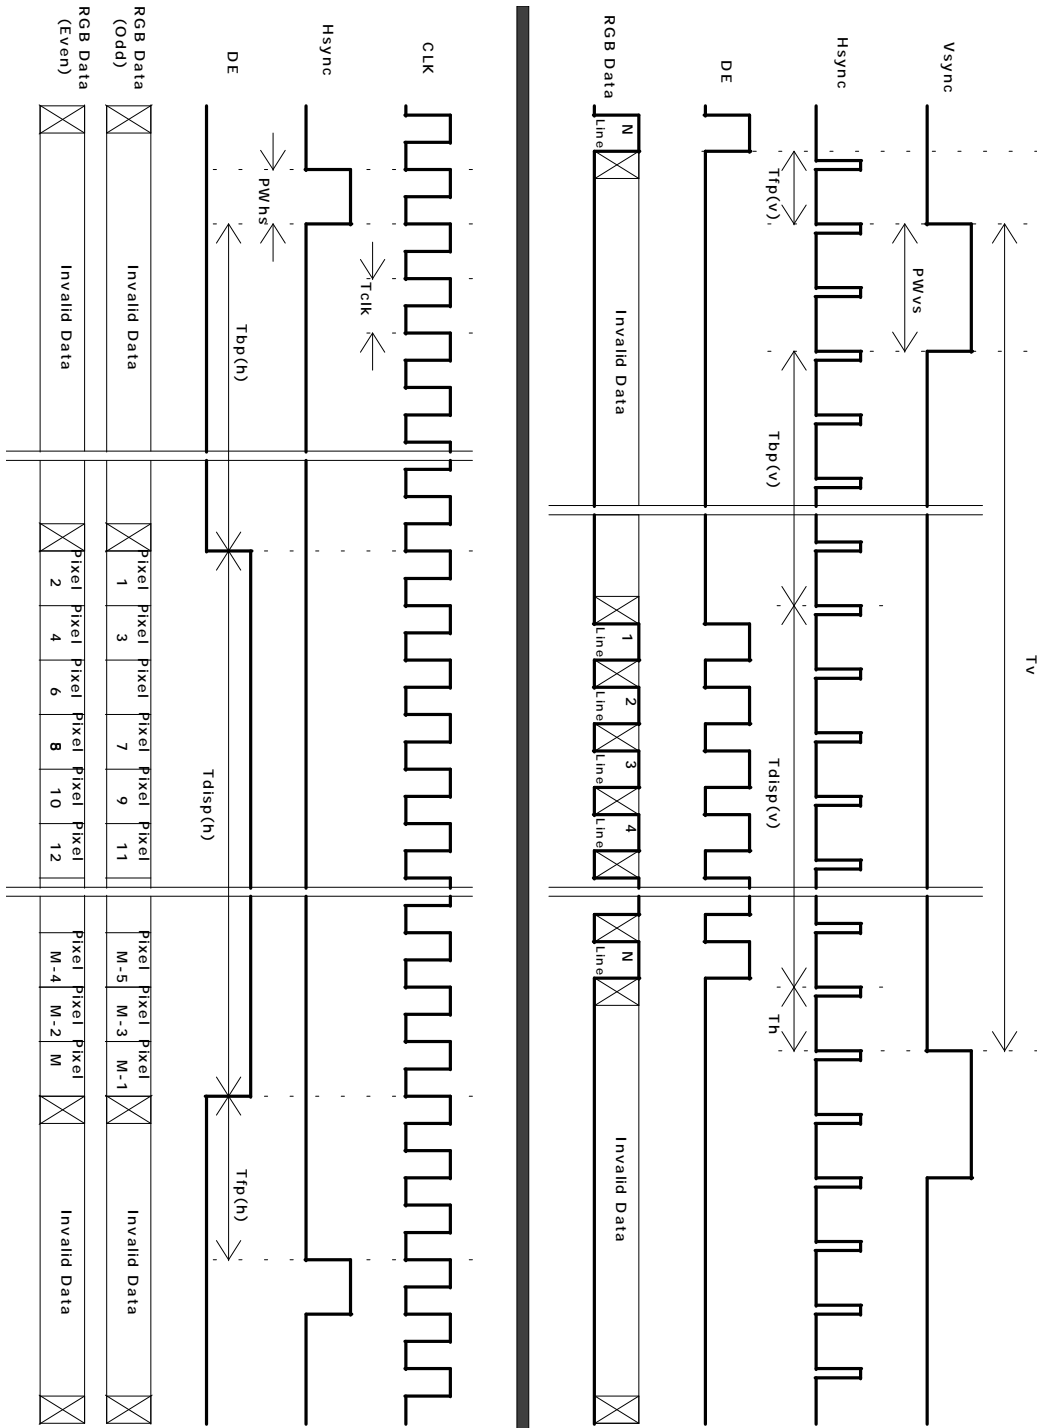 Vsync
Tv
Hsync
Tfp(v)
PWvs
Tbp(v)
Tdisp(v)
Th
DE
RGB Data
Line N
Invalid Data
Line 1
Line 2
Line 3
Line 4
Line N
Invalid Data
CLK
Tclk
Hsync
PWhs
DE
Tbp(h)
Tdisp(h)
Tfp(h)
RGB Data
(Odd)
Invalid Data
Pixel Pixel Pixel Pixel Pixel Pixel Pixel Pixel Pixel
1 3 7 9 11 M-5 M-3 M-1
Invalid Data
RGB Data
(Even)
Invalid Data
Pixel Pixel Pixel Pixel Pixel Pixel Pixel Pixel Pixel
2 4 6 8 10 12 M-4 M-2 M
Invalid Data